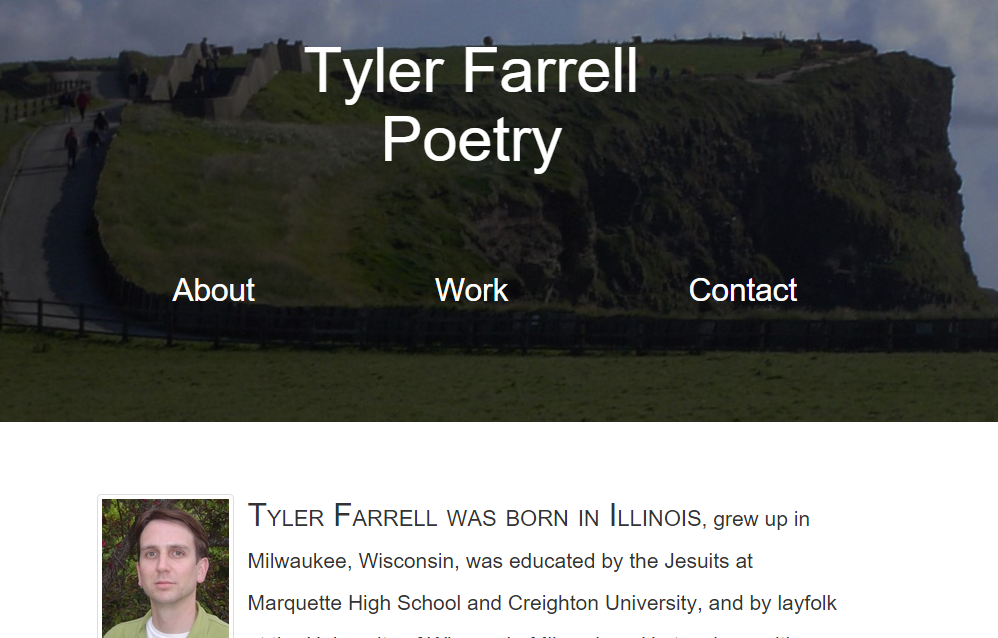 Tyler Farrell
Poetry
About
Work
Contact
Tyler Farrell was born in Illinois, grew up in
Milwaukee, Wisconsin, was educated by the Jesuits at
Marquette High School and Creighton University, and by layfolk